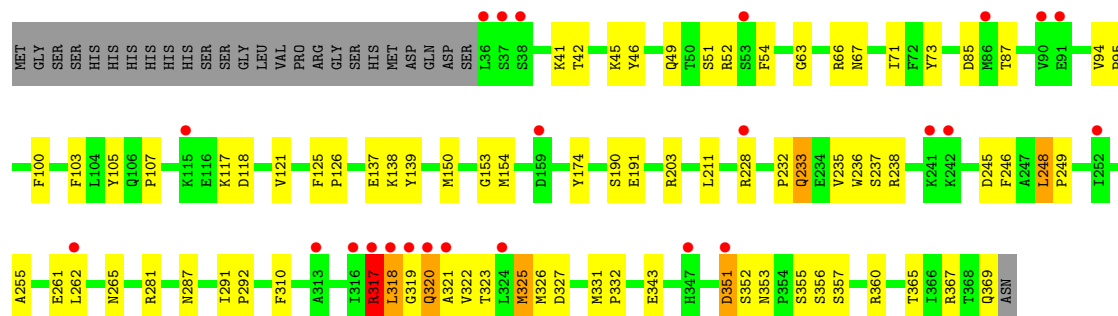 MET GLY SER SER HIS HIS HIS HIS HIS HIS SER SER GLY LEU VAL PRO ARG GLY SER HIS MET ASP GLN ASP SER L36 S37 S38 K41 T42 K45 Y46 Q49 T50 S51 R52 S53 F54 G63 R66 N67 I71 F72 Y73 D85 M86 T87 V90 E91 V94 P95
F100 F103 L104 Y105 Q106 P107 K115 E116 K117 D118 V121 F125 P126 E137 K138 Y139 M150 G153 M154 D159 Y174 S190 E191 R203 L211 R228 P232 Q233 E234 V235 W236 S237 R238 K241 K242 D245 F246 A247 L248 P249 I252
A255 E261 L262 N265 R281 N287 I291 P292 F310 A313 I316 R317 L318 G319 Q320 A321 V322 T323 L324 M325 M326 D327 M331 P332 E343 H347 D351 S352 N353 P354 S355 S356 S357 R360 T365 I366 R367 T368 Q369 ASN